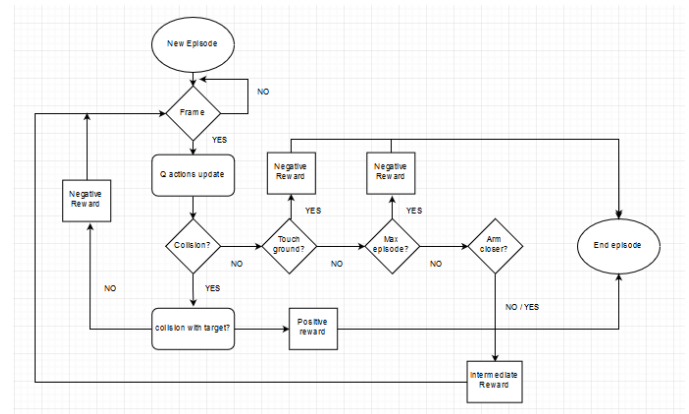 New Episode
NO
Frame
YES
Q actions update
Negative
Reward
Negative
Reward
Negative
Reward
YES
YES
Collision?
Touch
ground?
Max
episode?
Arm
closer?
End episode
NO
NO
NO
YES
NO
NO / YES
collision with target?
Positive
reward
Intermediate
Reward